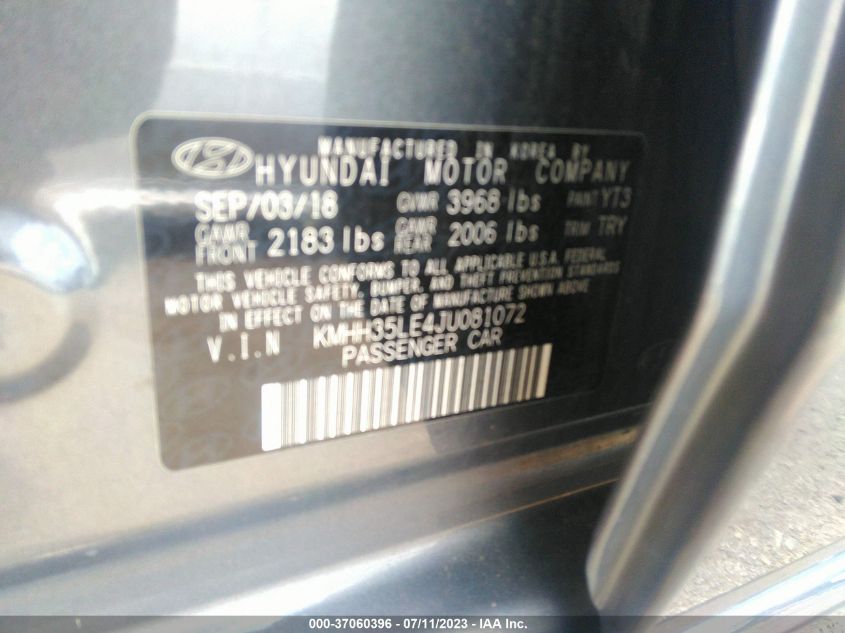 MANUFACTURED IN KOREA BY
HYUNDAI MOTOR COMPANY
SEP/03/18 GVWR 3968 lbs PAINT YT3
GAWR FRONT 2183 lbs GAWR REAR 2006 lbs TRIM TRY
THIS VEHICLE CONFORMS TO ALL APPLICABLE U.S.A. FEDERAL
MOTOR VEHICLE SAFETY, BUMPER, AND THEFT PREVENTION STANDARDS
IN EFFECT ON THE DATE OF MANUFACTURE SHOWN ABOVE
V.I.N KMHH35LE4JU081072
PASSENGER CAR
000-37060396 - 07/11/2023 - IAA Inc.